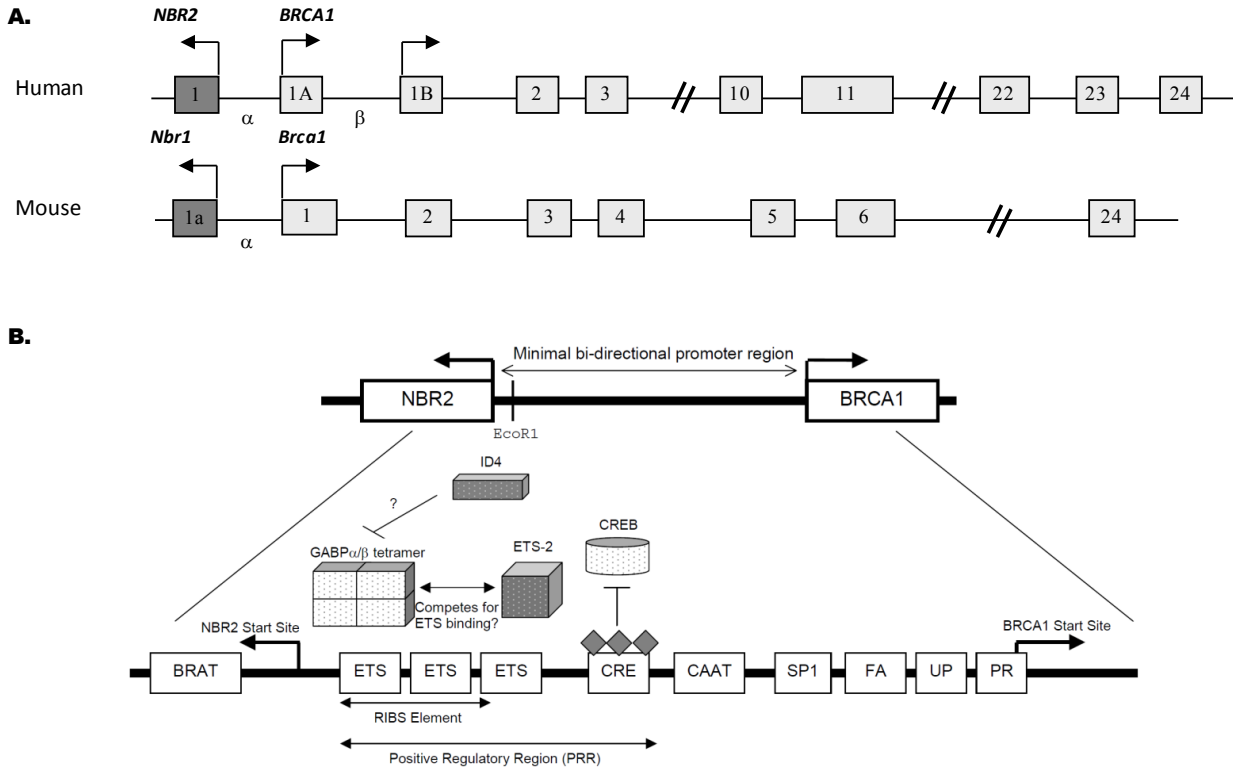 A.
NBR2 BRCA1
Human
1 1A 1B 2 3 10 11 22 23 24
α β
Nbr1 Brca1
Mouse
1a 1 2 3 4 5 6 24
α
B.
Minimal bi-directional promoter region
NBR2 BRCA1
EcoR1
ID4
?
CREB
GABPα/β tetramer
ETS-2
Competes for
ETS binding?
NBR2 Start Site
BRCA1 Start Site
BRAT ETS ETS ETS CRE CAAT SP1 FA UP PR
RIBS Element
Positive Regulatory Region (PRR)